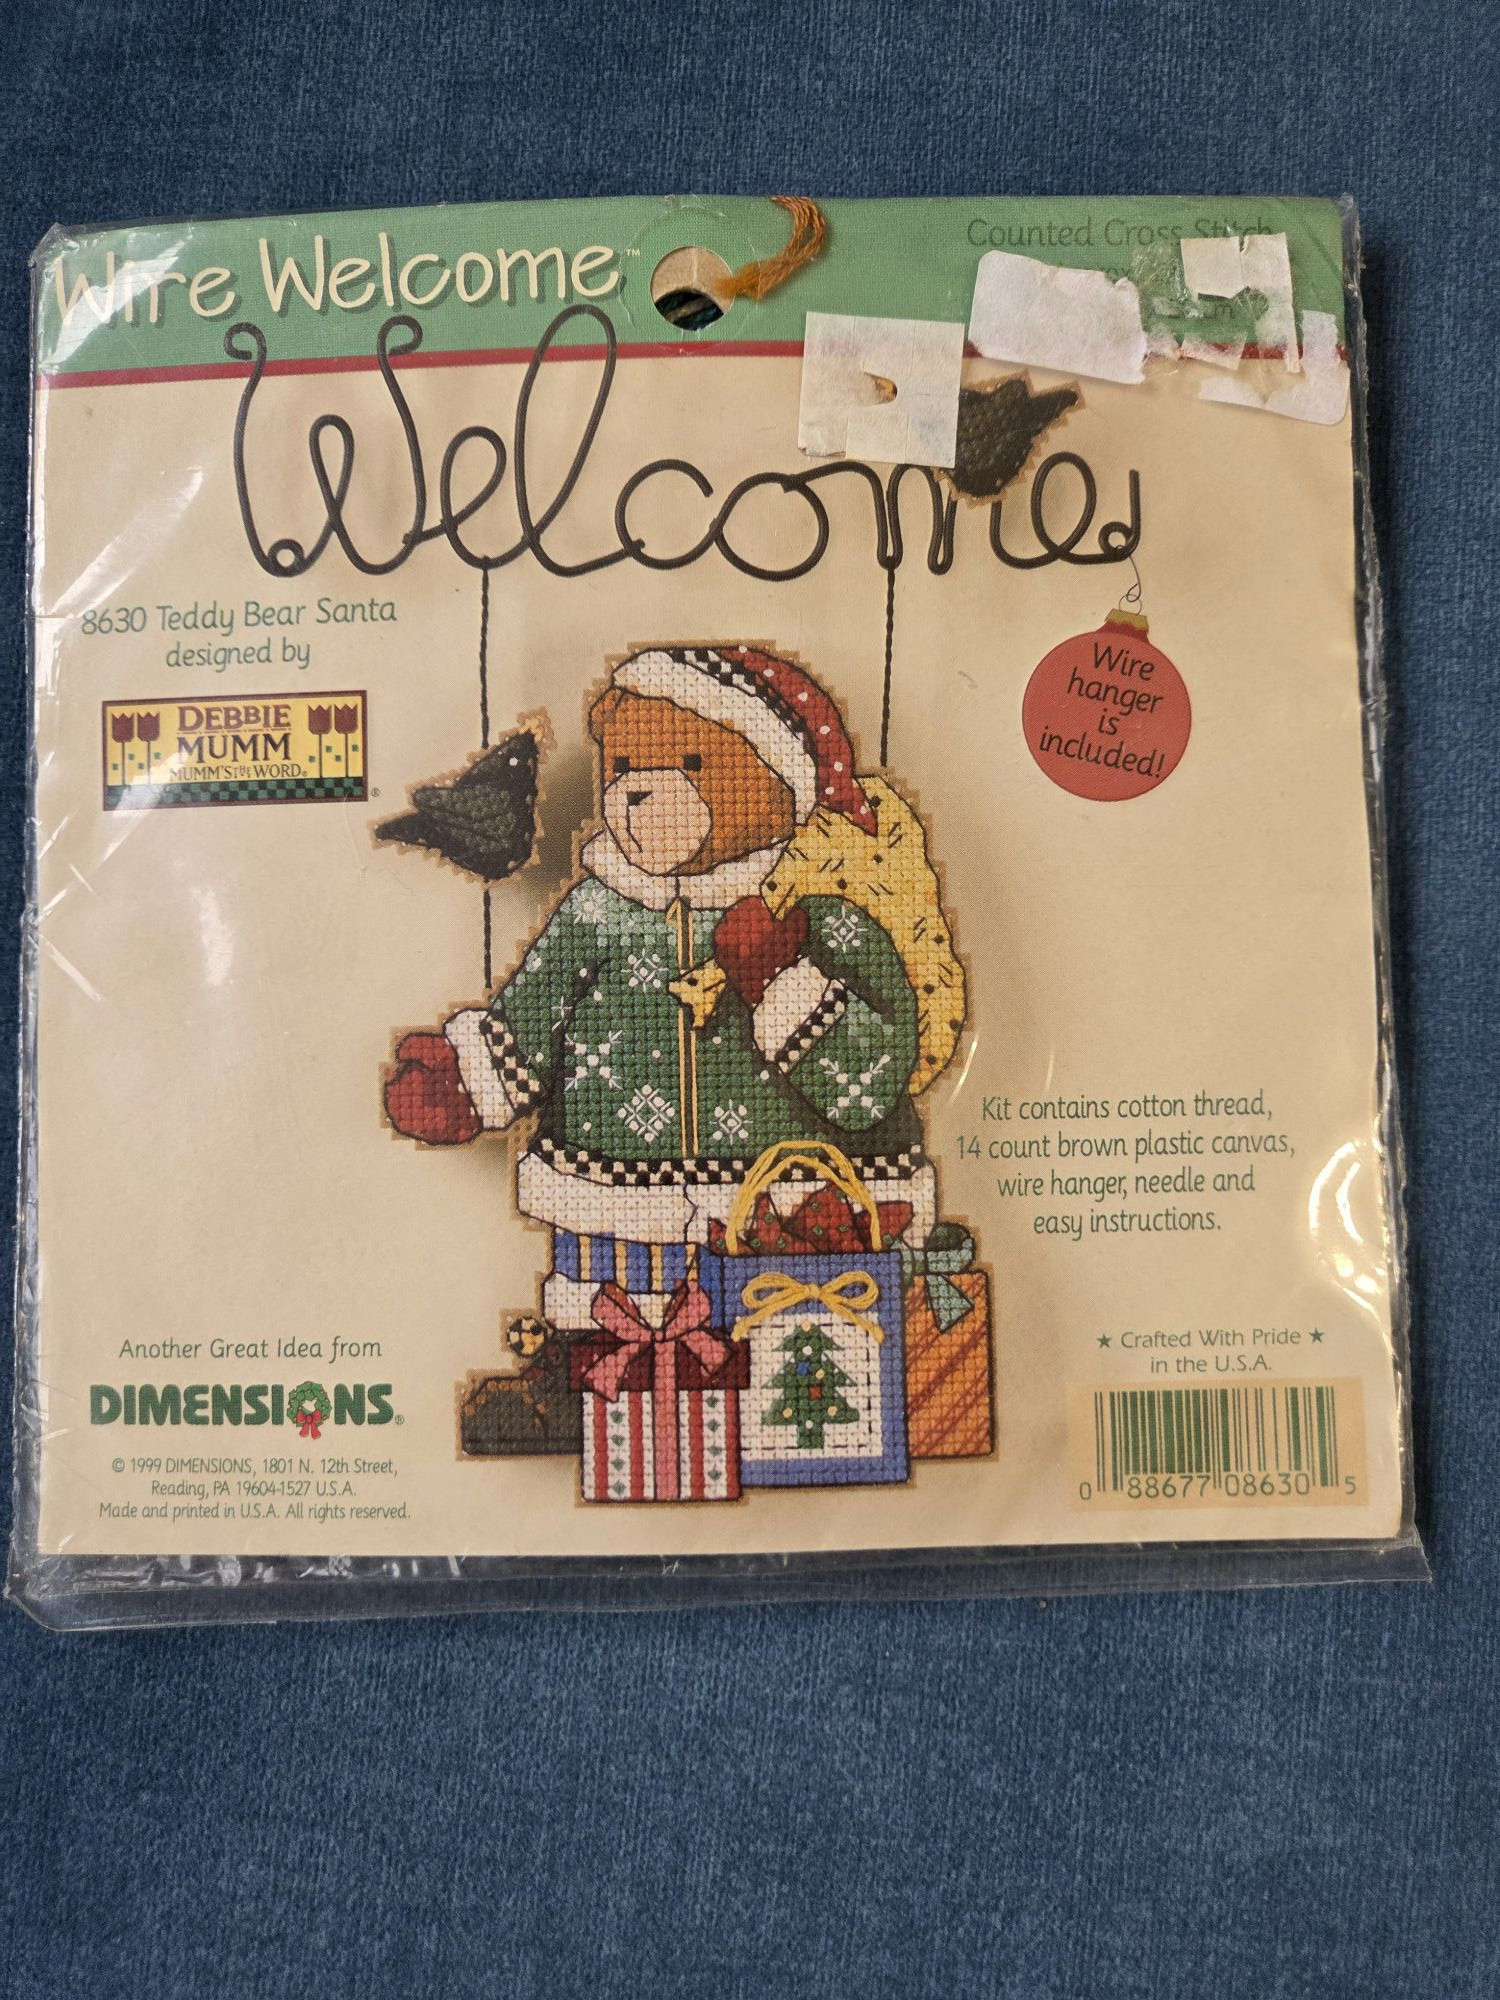 Wire Welcome™
Counted Cross Stitch
Welcome
8630 Teddy Bear Santa
designed by
DEBBIE
MUMM
MUMM'S THE WORD®
®
Wire
hanger
is
included!
Kit contains cotton thread,
14 count brown plastic canvas,
wire hanger, needle and
easy instructions.
Another Great Idea from
DIMENSIONS®
© 1999 DIMENSIONS, 1801 N. 12th Street,
Reading, PA 19604-1527 U.S.A.
Made and printed in U.S.A. All rights reserved.
★ Crafted With Pride ★
in the U.S.A.
0 88677 08630 5